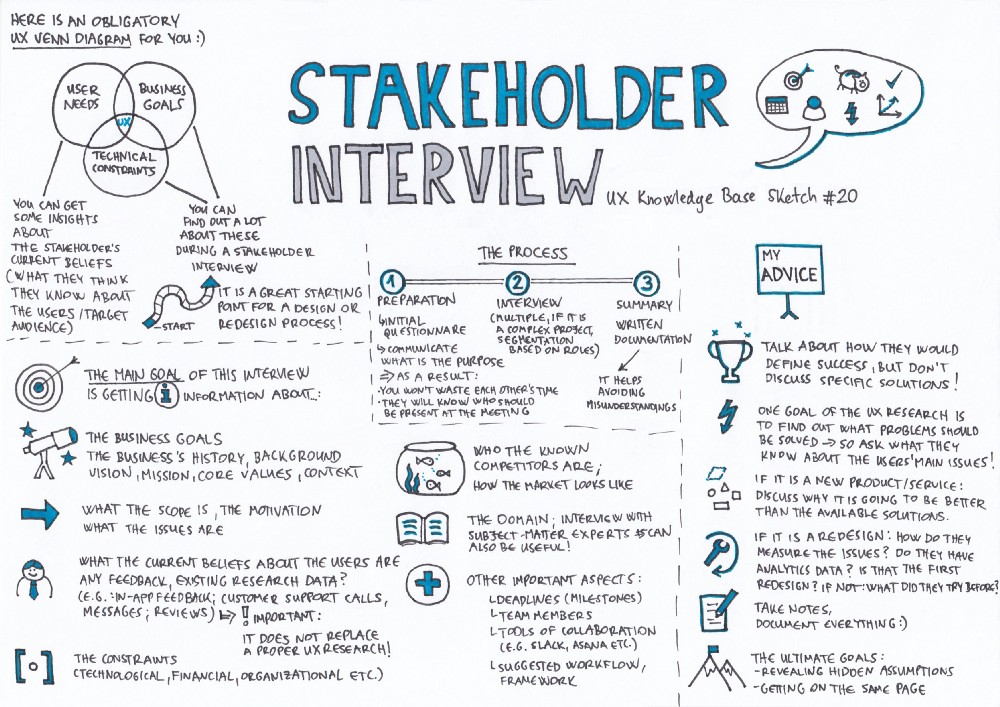 HERE IS AN OBLIGATORY
UX VENN DIAGRAM FOR YOU :)
USER
NEEDS
BUSINESS
GOALS
UX
TECHNICAL
CONSTRAINTS
YOU CAN GET
SOME INSIGHTS
ABOUT
THE STAKEHOLDER'S
CURRENT BELIEFS
(WHAT THEY THINK
THEY KNOW ABOUT
THE USERS/TARGET
AUDIENCE)
YOU CAN
FIND OUT A LOT
ABOUT THESE
DURING A STAKEHOLDER
INTERVIEW
START
IT IS A GREAT STARTING
POINT FOR A DESIGN OR
REDESIGN PROCESS!
STAKEHOLDER
INTERVIEW
UX Knowledge Base Sketch #20
THE PROCESS
1
PREPARATION
↳INITIAL
QUESTIONNARE
↳COMMUNICATE
WHAT IS THE PURPOSE
⇒ AS A RESULT:
·YOU WON'T WASTE EACH OTHER'S TIME
·THEY WILL KNOW WHO SHOULD
BE PRESENT AT THE MEETING
2
INTERVIEW
(MULTIPLE, IF IT IS
A COMPLEX PROJECT,
SEGMENTATION
BASED ON ROLES)
3
SUMMARY
WRITTEN
DOCUMENTATION
IT HELPS
AVOIDING
MISUNDERSTANDINGS
THE MAIN GOAL OF THIS INTERVIEW
IS GETTING i INFORMATION ABOUT..:
THE BUSINESS GOALS
THE BUSINESS'S HISTORY, BACKGROUND
VISION, MISSION, CORE VALUES, CONTEXT
WHAT THE SCOPE IS, THE MOTIVATION
WHAT THE ISSUES ARE
WHAT THE CURRENT BELIEFS ABOUT THE USERS ARE
ANY FEEDBACK, EXISTING RESEARCH DATA?
(E.G.: IN-APP FEEDBACK; CUSTOMER SUPPORT CALLS,
MESSAGES; REVIEWS) ↳ ! IMPORTANT:
IT DOES NOT REPLACE
A PROPER UX RESEARCH!
THE CONSTRAINTS
(TECHNOLOGICAL, FINANCIAL, ORGANIZATIONAL ETC.)
WHO THE KNOWN
COMPETITORS ARE;
HOW THE MARKET LOOKS LIKE
THE DOMAIN; INTERVIEW WITH
SUBJECT-MATTER EXPERTS CAN
ALSO BE USEFUL!
OTHER IMPORTANT ASPECTS:
└DEADLINES (MILESTONES)
└TEAM MEMBERS
└TOOLS OF COLLABORATION
(E.G. SLACK, ASANA ETC.)
└SUGGESTED WORKFLOW,
FRAMEWORK
MY
ADVICE
TALK ABOUT HOW THEY WOULD
DEFINE SUCCESS, BUT DON'T
DISCUSS SPECIFIC SOLUTIONS!
ONE GOAL OF THE UX RESEARCH IS
TO FIND OUT WHAT PROBLEMS SHOULD
BE SOLVED → SO ASK WHAT THEY
KNOW ABOUT THE USERS' MAIN ISSUES!
IF IT IS A NEW PRODUCT/SERVICE:
DISCUSS WHY IT IS GOING TO BE BETTER
THAN THE AVAILABLE SOLUTIONS.
IF IT IS A REDESIGN: HOW DO THEY
MEASURE THE ISSUES? DO THEY HAVE
ANALYTICS DATA? IS THAT THE FIRST
REDESIGN? IF NOT: WHAT DID THEY TRY BEFORE?
TAKE NOTES,
DOCUMENT EVERYTHING :)
THE ULTIMATE GOALS:
-REVEALING HIDDEN ASSUMPTIONS
-GETTING ON THE SAME PAGE